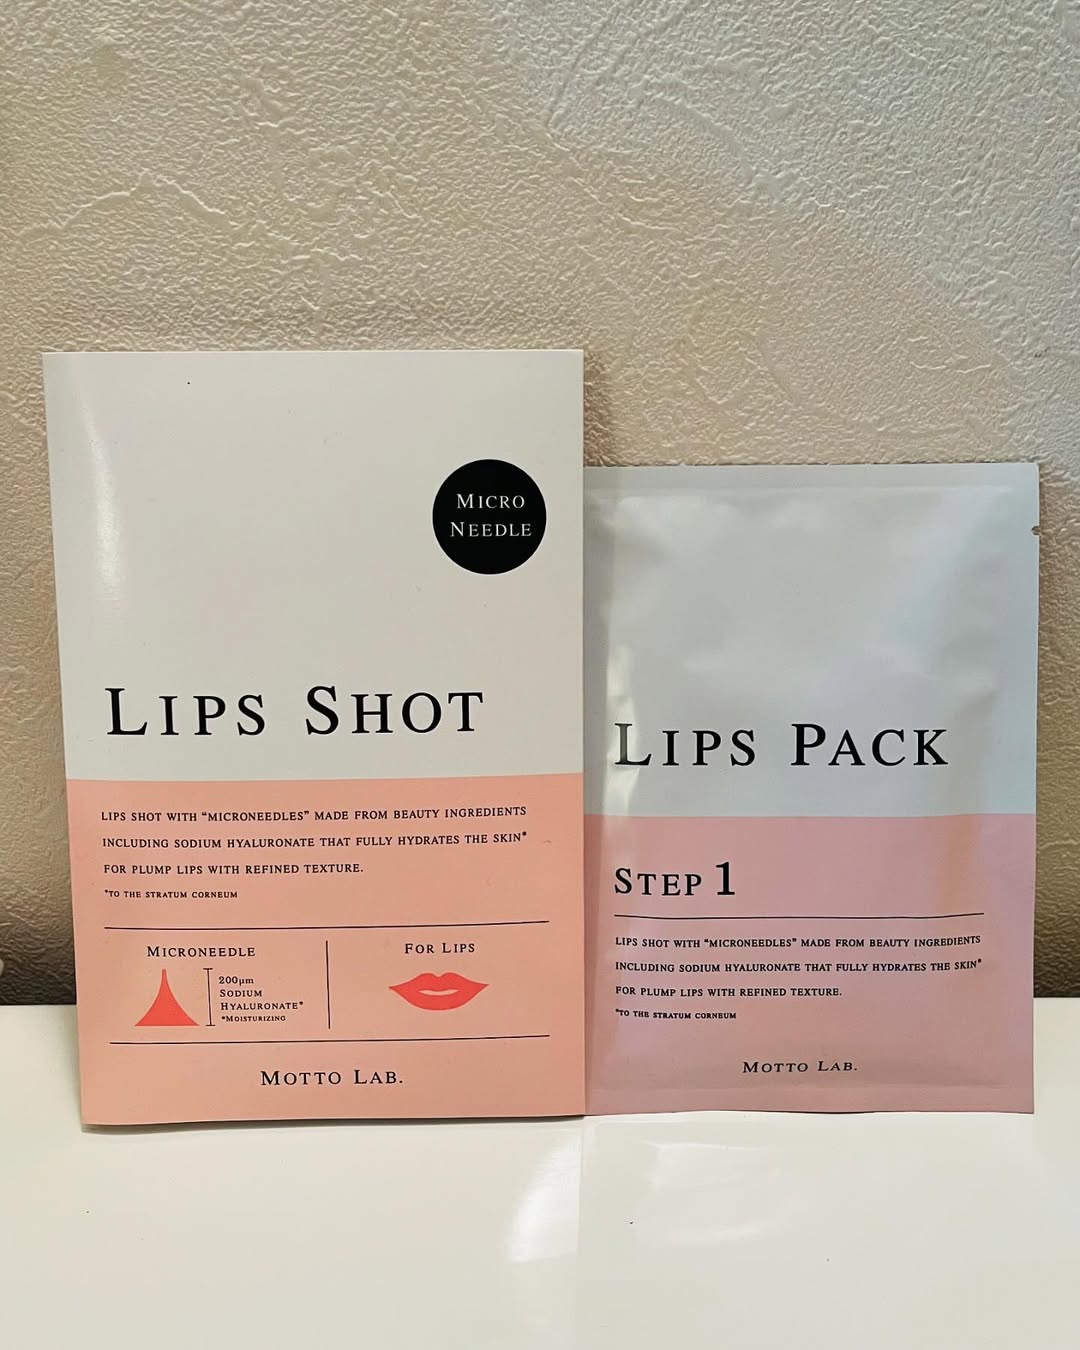 MICRO
NEEDLE
LIPS SHOT
LIPS SHOT WITH “MICRONEEDLES” MADE FROM BEAUTY INGREDIENTS
INCLUDING SODIUM HYALURONATE THAT FULLY HYDRATES THE SKIN*
FOR PLUMP LIPS WITH REFINED TEXTURE.
*TO THE STRATUM CORNEUM
MICRONEEDLE
200μm
SODIUM
HYALURONATE*
*MOISTURIZING
FOR LIPS
MOTTO LAB.
LIPS PACK
STEP 1
LIPS SHOT WITH “MICRONEEDLES” MADE FROM BEAUTY INGREDIENTS
INCLUDING SODIUM HYALURONATE THAT FULLY HYDRATES THE SKIN*
FOR PLUMP LIPS WITH REFINED TEXTURE.
*TO THE STRATUM CORNEUM
MOTTO LAB.